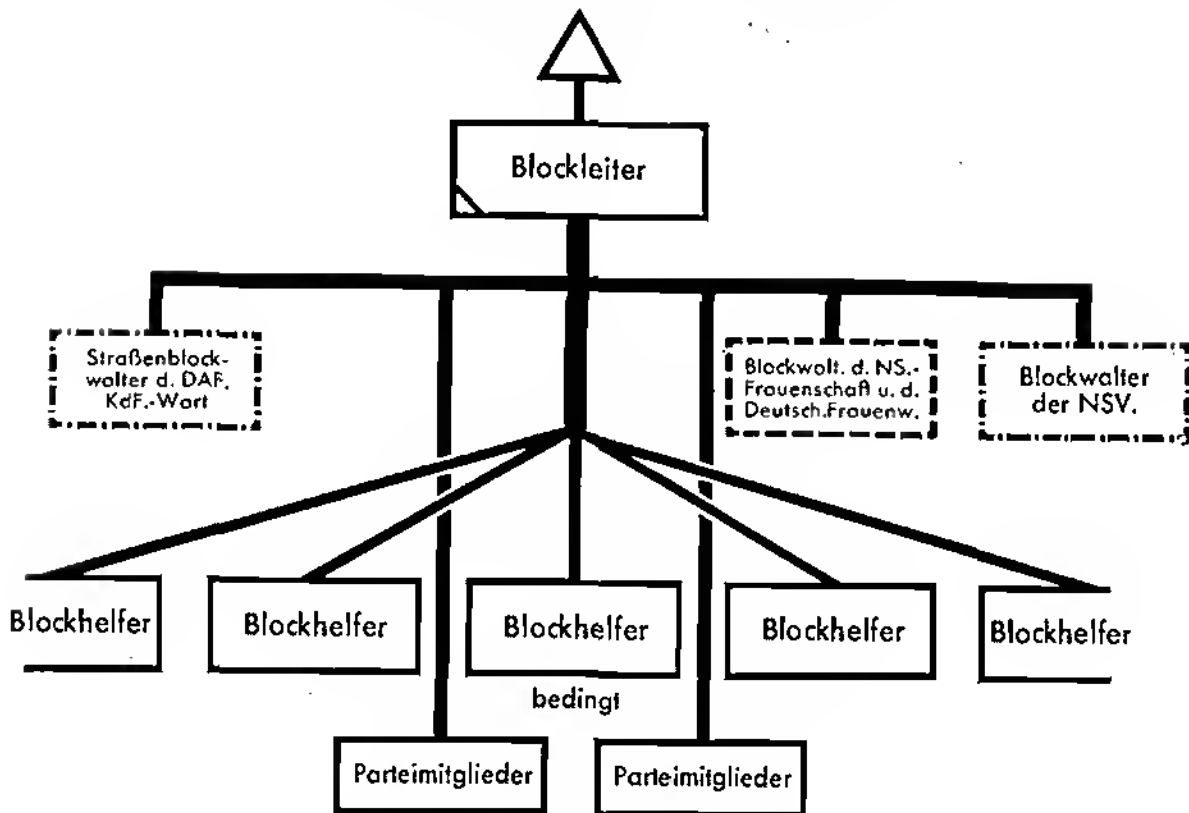 Blockleiter
Straßenblock-
walter d. DAF.
KdF.-Wart
Blockwalt. d. NS.-
Frauenschaft u. d.
Deutsch.Frauenw.
Blockwalter
der NSV.
Blockhelfer
Blockhelfer
Blockhelfer
Blockhelfer
Blockhelfer
bedingt
Parteimitglieder
Parteimitglieder